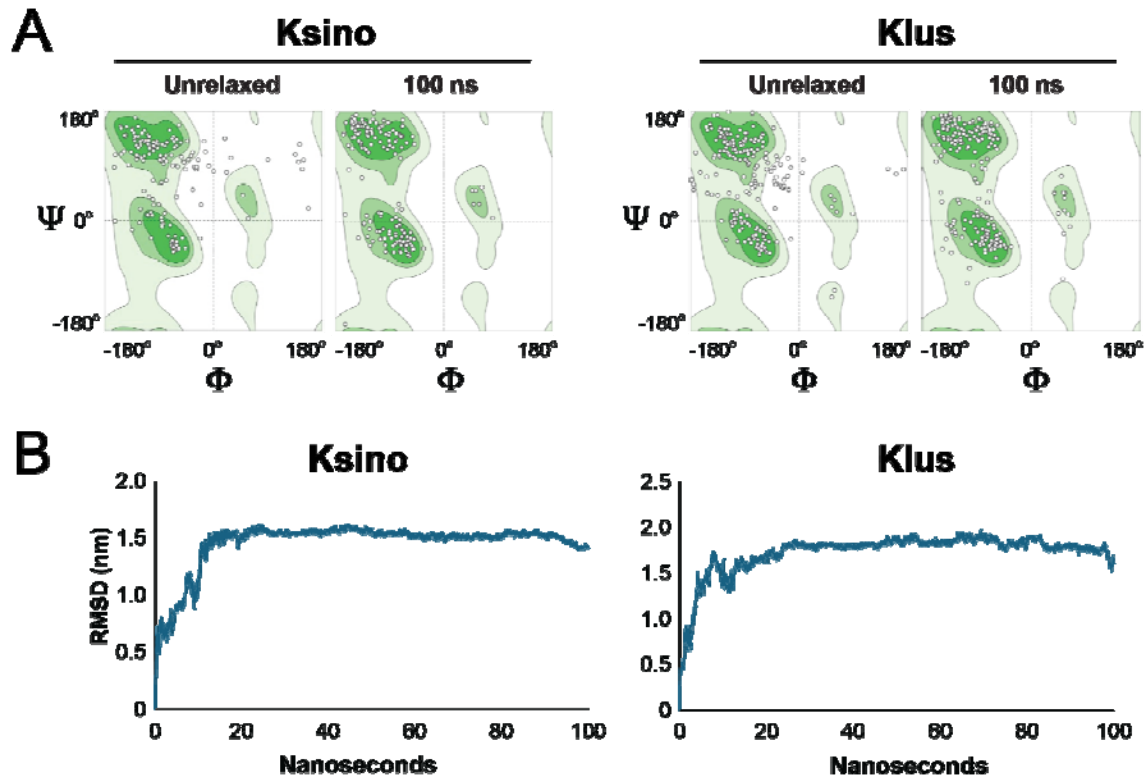 A
Ksino Klus
Unrelaxed 100 ns Unrelaxed 100 ns
180° 180°
Ψ 0° Ψ 0°
-180° -180°
-180° 0° 180° -180° 0° 180° -180° 0° 180° -180° 0° 180°
Φ Φ Φ Φ
B
Ksino Klus
2.0 2.5
1.5 2.0
1.0 1.5
0.5 1.0
0 0.5
0
RMSD (nm)
0 20 40 60 80 100 0 20 40 60 80 100
Nanoseconds Nanoseconds